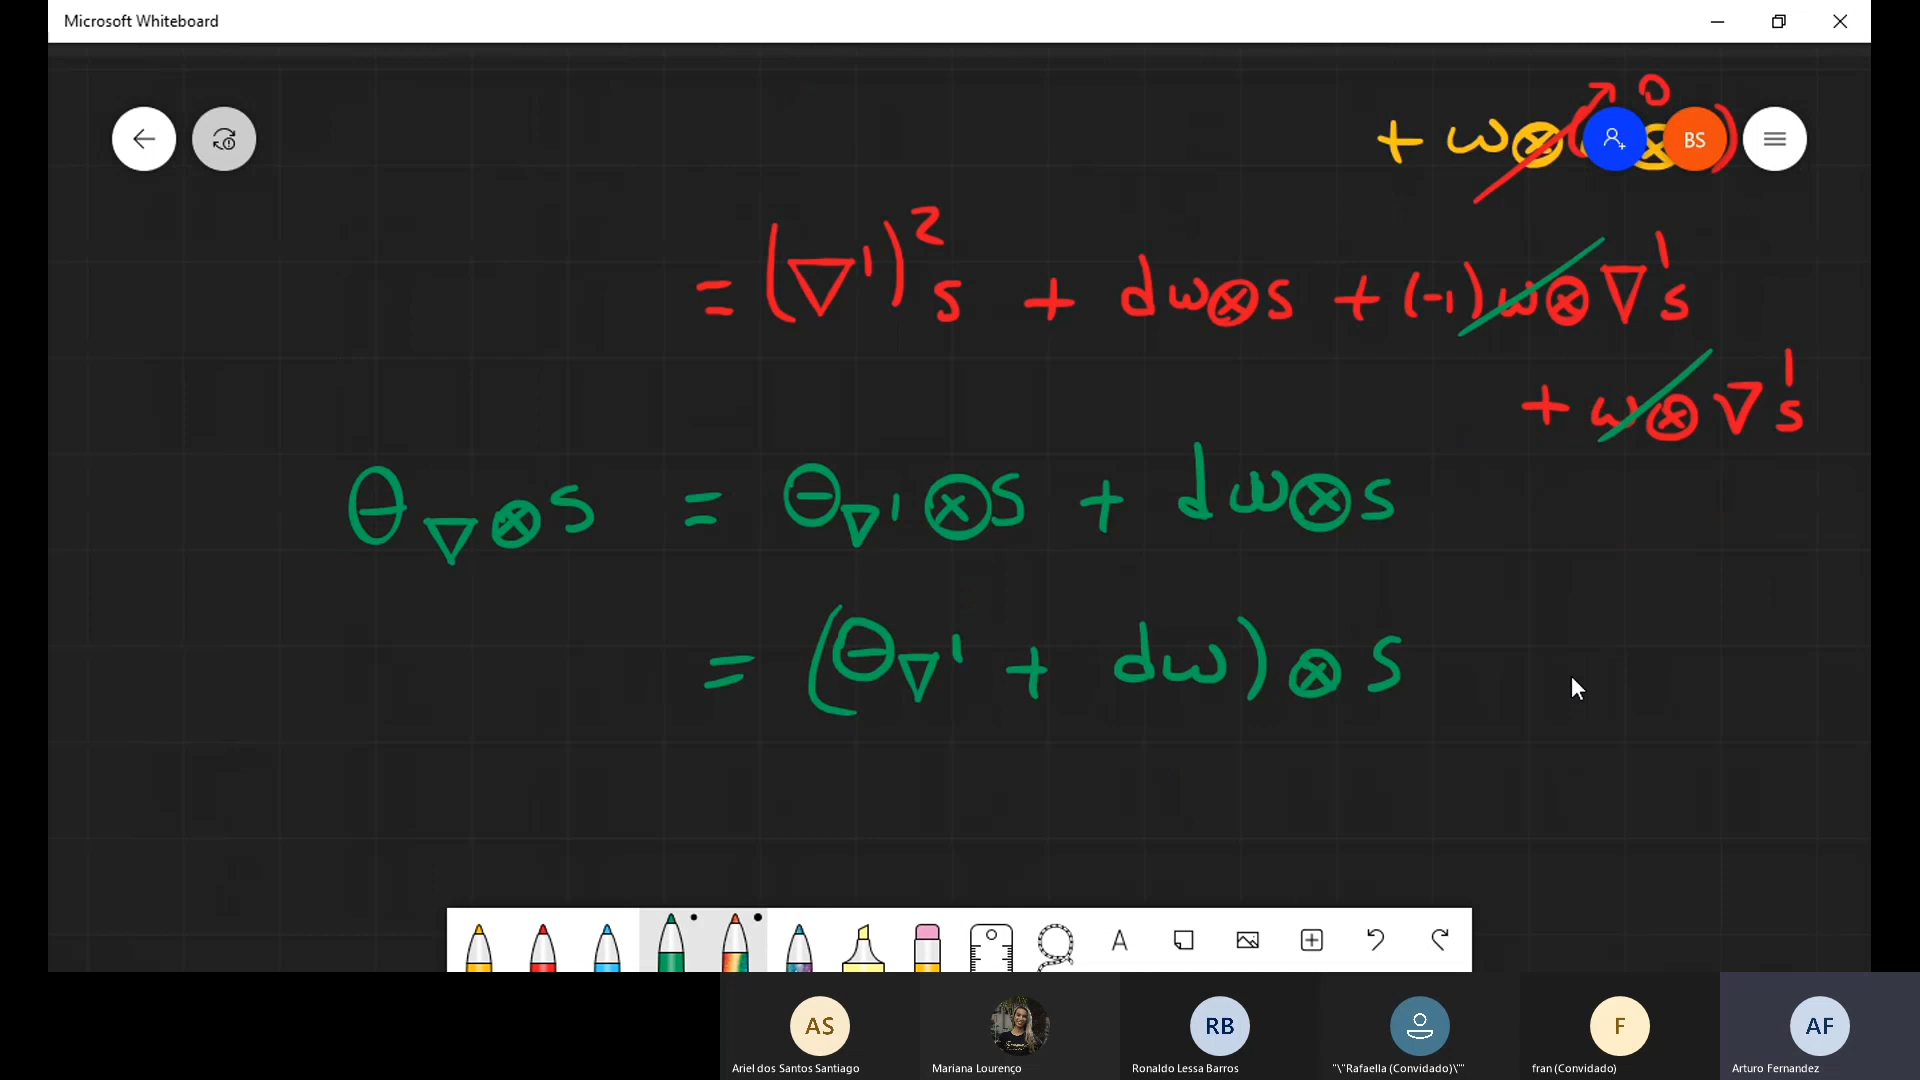 Microsoft Whiteboard
+ ω⊗( ⊗ ) 0
BS
= (∇')² s + dω⊗s + (-1) ω⊗∇'s
+ ω⊗∇'s
Θ∇⊗s = Θ∇'⊗s + dω⊗s
= (Θ∇' + dω)⊗s
A
AS
RB
F
AF
Ariel dos Santos Santiago
Mariana Lourenço
Ronaldo Lessa Barros
"\"Rafaella (Convidado)\""
fran (Convidado)
Arturo Fernandez